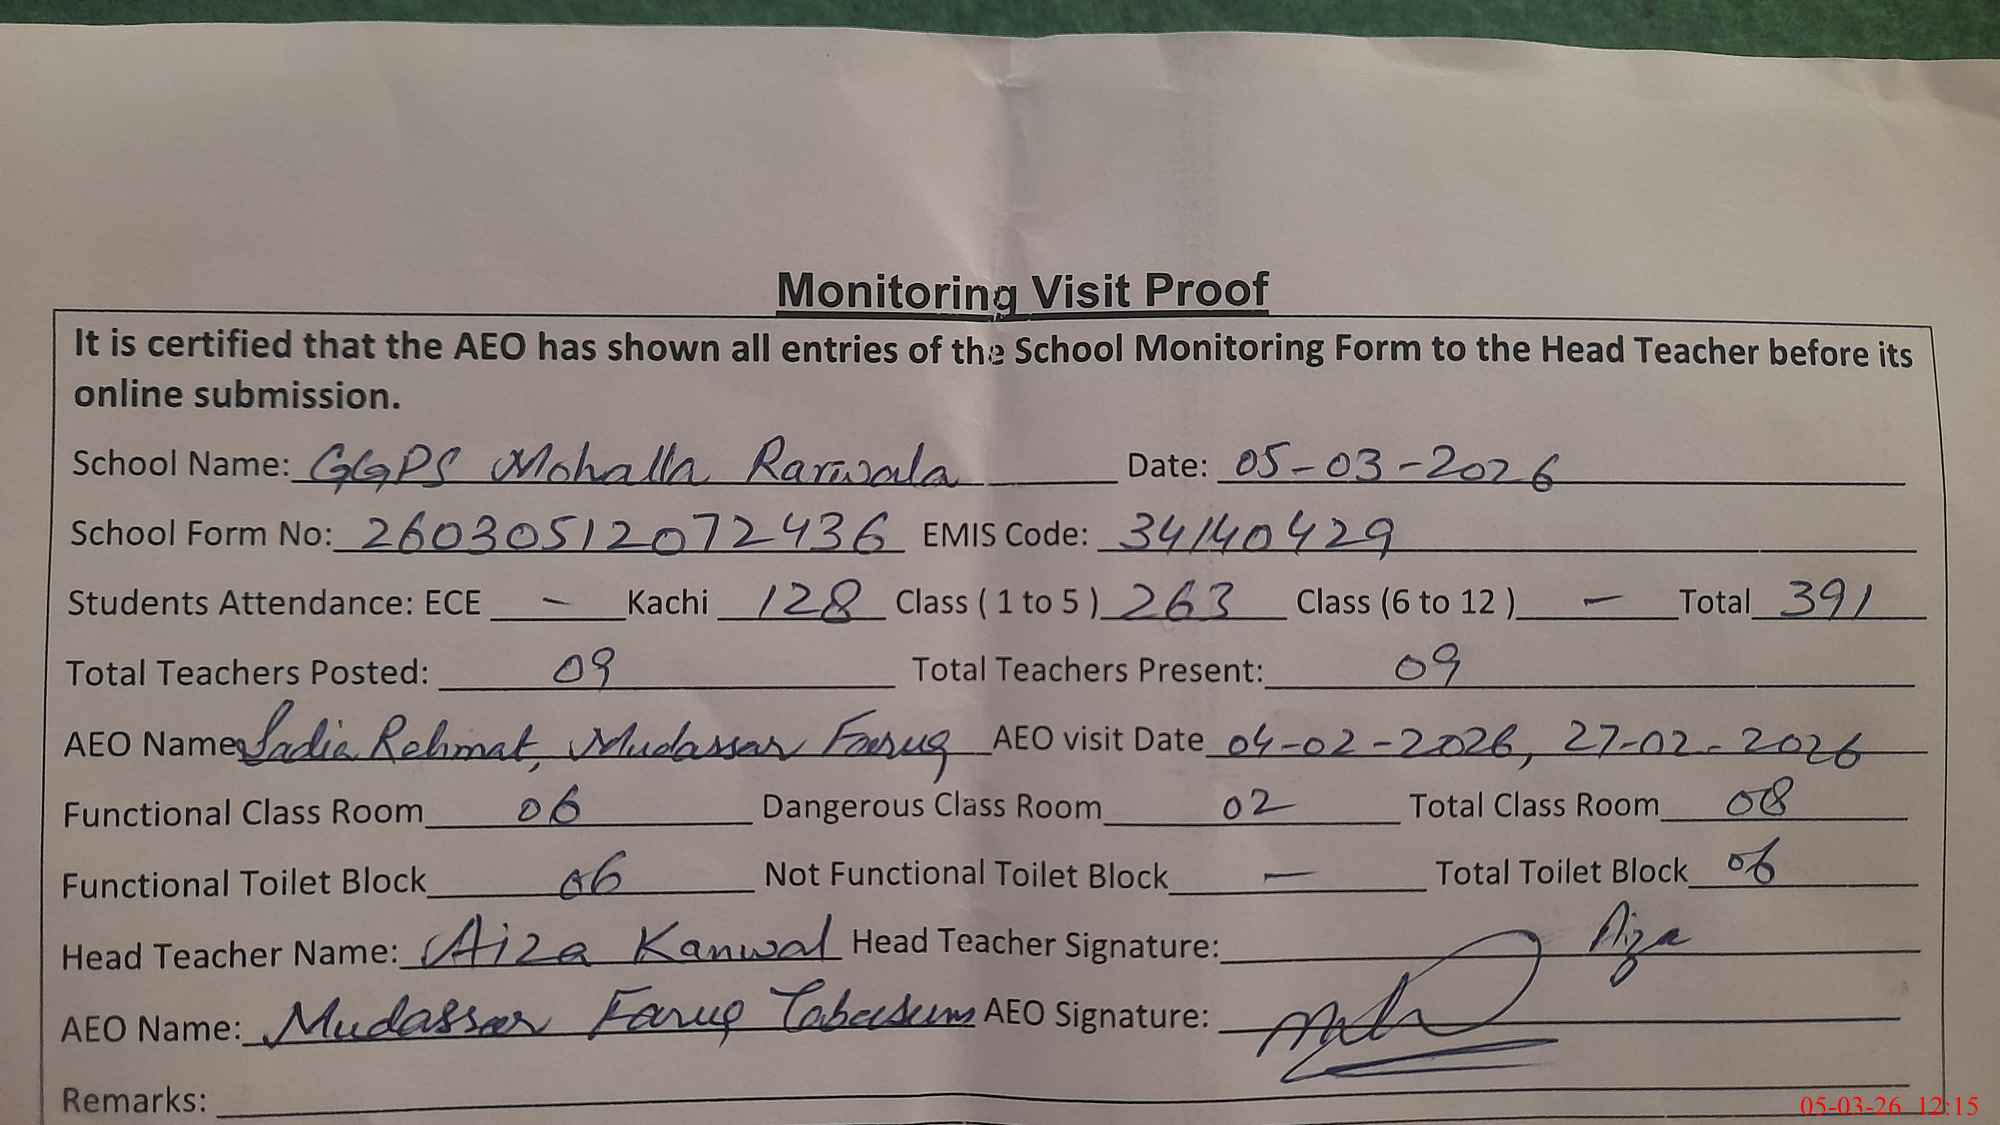 Monitoring Visit Proof
It is certified that the AEO has shown all entries of the School Monitoring Form to the Head Teacher before its
online submission.
School Name: GGPS Mohalla Rarwala Date: 05-03-2026
School Form No: 26030512072436 EMIS Code: 34140429
Students Attendance: ECE - Kachi 128 Class ( 1 to 5 ) 263 Class (6 to 12 ) - Total 391
Total Teachers Posted: 09 Total Teachers Present: 09
AEO Name Sadia Rehmat, Mudassar Faruq AEO visit Date 04-02-2026, 27-02-2026
Functional Class Room 06 Dangerous Class Room 02 Total Class Room 08
Functional Toilet Block 06 Not Functional Toilet Block - Total Toilet Block 06
Head Teacher Name: Aiza Kanwal Head Teacher Signature: Aiza
AEO Name: Mudassar Faruq Tabassum AEO Signature:
Remarks:
05-03-26 12:15